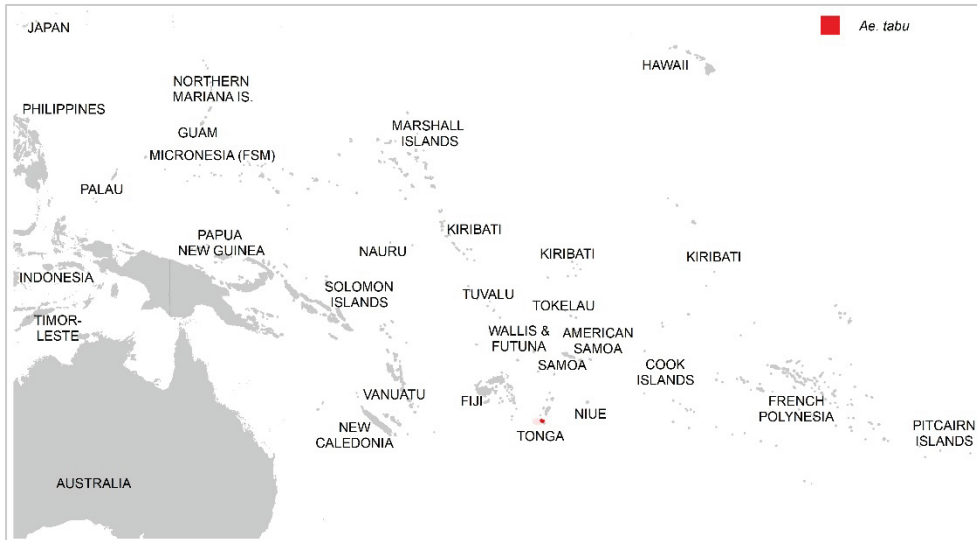 JAPAN
Ae. tabu
HAWAII
NORTHERN
MARIANA IS.
PHILIPPINES
GUAM
MARSHALL
ISLANDS
MICRONESIA (FSM)
PALAU
KIRIBATI
PAPUA
NEW GUINEA
NAURU
KIRIBATI
KIRIBATI
INDONESIA
SOLOMON
ISLANDS
TUVALU
TOKELAU
TIMOR-
LESTE
WALLIS &
FUTUNA
AMERICAN
SAMOA
SAMOA
COOK
ISLANDS
VANUATU
FIJI
NIUE
FRENCH
POLYNESIA
NEW
CALEDONIA
TONGA
PITCAIRN
ISLANDS
AUSTRALIA